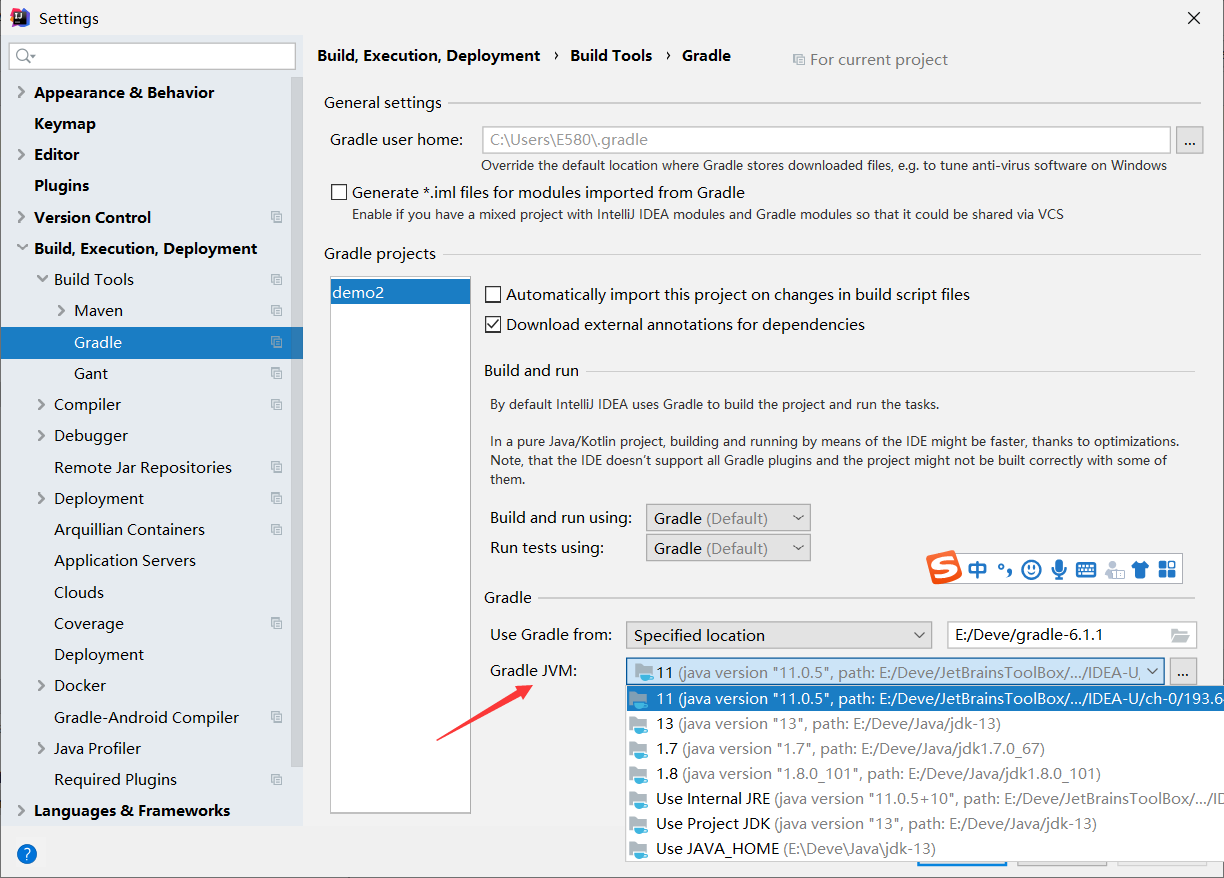 Settings
Build, Execution, Deployment › Build Tools › Gradle
For current project
Appearance & Behavior
Keymap
Editor
Plugins
Version Control
Build, Execution, Deployment
Build Tools
Maven
Gradle
Gant
Compiler
Debugger
Remote Jar Repositories
Deployment
Arquillian Containers
Application Servers
Clouds
Coverage
Deployment
Docker
Gradle-Android Compiler
Java Profiler
Required Plugins
Languages & Frameworks
?
General settings
Gradle user home: C:\Users\E580\.gradle ...
Override the default location where Gradle stores downloaded files, e.g. to tune anti-virus software on Windows
Generate *.iml files for modules imported from Gradle
Enable if you have a mixed project with IntelliJ IDEA modules and Gradle modules so that it could be shared via VCS
Gradle projects
demo2
Automatically import this project on changes in build script files
Download external annotations for dependencies
Build and run
By default IntelliJ IDEA uses Gradle to build the project and run the tasks.
In a pure Java/Kotlin project, building and running by means of the IDE might be faster, thanks to optimizations.
Note, that the IDE doesn't support all Gradle plugins and the project might not be built correctly with some of
them.
Build and run using: Gradle (Default)
Run tests using: Gradle (Default)
S 中 °,
Gradle
Use Gradle from: Specified location E:/Deve/gradle-6.1.1
Gradle JVM: 11 (java version "11.0.5", path: E:/Deve/JetBrainsToolBox/.../IDEA-U, ...
11 (java version "11.0.5", path: E:/Deve/JetBrainsToolBox/.../IDEA-U/ch-0/193.6
13 (java version "13", path: E:/Deve/Java/jdk-13)
1.7 (java version "1.7", path: E:/Deve/Java/jdk1.7.0_67)
1.8 (java version "1.8.0_101", path: E:/Deve/Java/jdk1.8.0_101)
Use Internal JRE (java version "11.0.5+10", path: E:/Deve/JetBrainsToolBox/.../ID
Use Project JDK (java version "13", path: E:/Deve/Java/jdk-13)
Use JAVA_HOME (E:\Deve\Java\jdk-13)